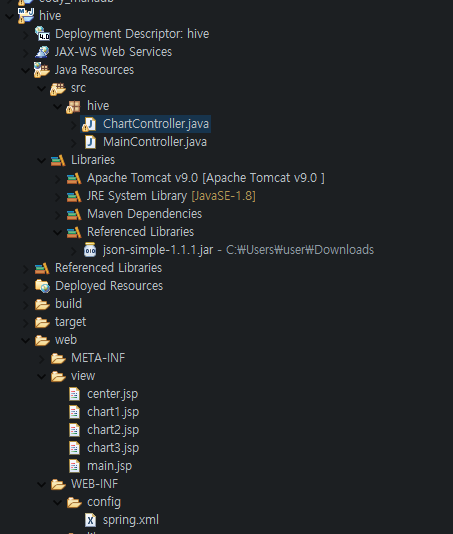 hive
Deployment Descriptor: hive
JAX-WS Web Services
Java Resources
src
hive
ChartController.java
MainController.java
Libraries
Apache Tomcat v9.0 [Apache Tomcat v9.0 ]
JRE System Library [JavaSE-1.8]
Maven Dependencies
Referenced Libraries
json-simple-1.1.1.jar - C:₩Users₩user₩Downloads
Referenced Libraries
Deployed Resources
build
target
web
META-INF
view
center.jsp
chart1.jsp
chart2.jsp
chart3.jsp
main.jsp
WEB-INF
config
spring.xml